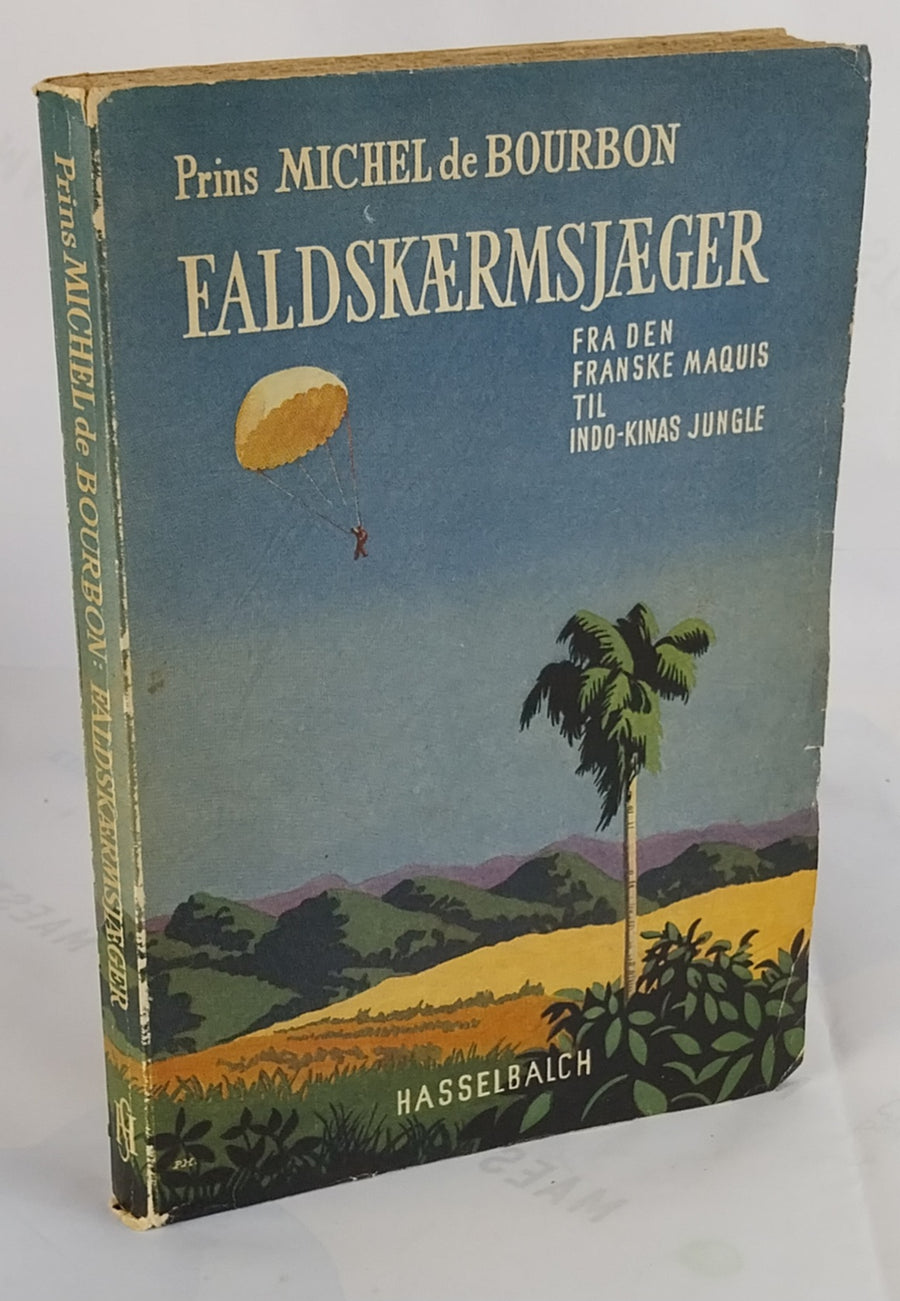 Prins MICHEL de BOURBON
FALDSKÆRMSJÆGER
FRA DEN
FRANSKE MAQUIS
TIL
INDO-KINAS JUNGLE
HASSELBALCH
P.H.
Prins MICHEL de BOURBON: FALDSKÆRMSJÆGER